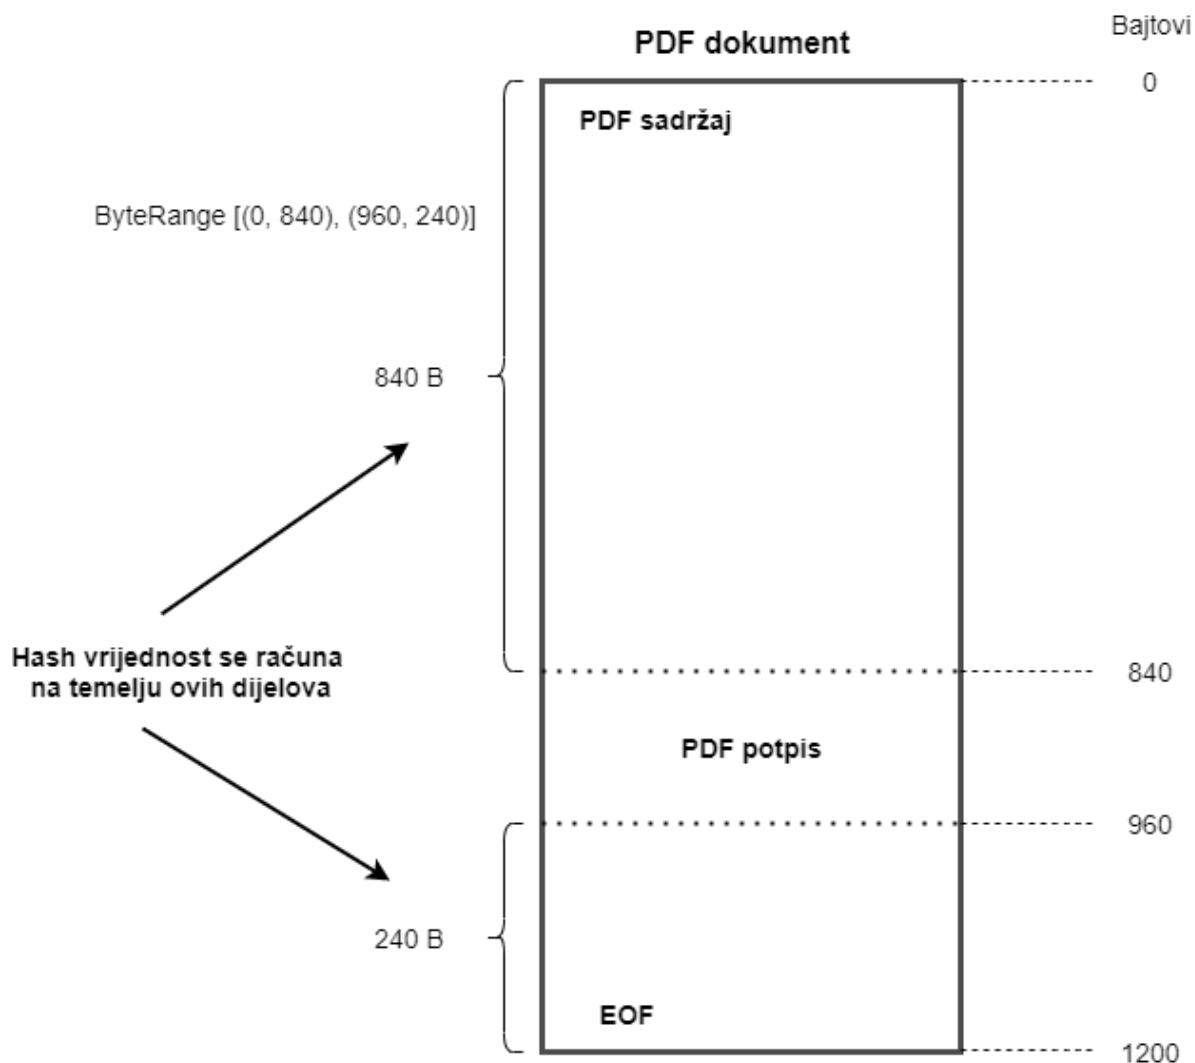 Bajtovi
PDF dokument
0
PDF sadržaj
ByteRange [(0, 840), (960, 240)]
840 B
Hash vrijednost se računa
na temelju ovih dijelova
840
PDF potpis
960
240 B
EOF
1200